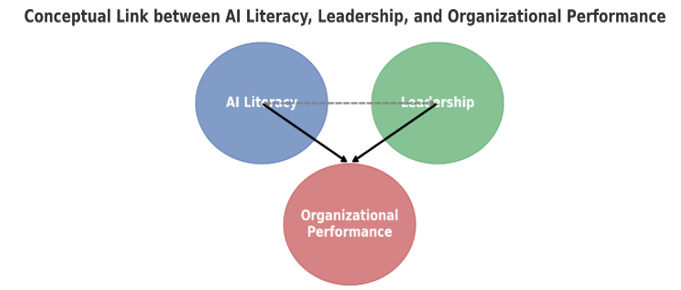 Conceptual Link between AI Literacy, Leadership, and Organizational Performance
AI Literacy
Leadership
Organizational
Performance